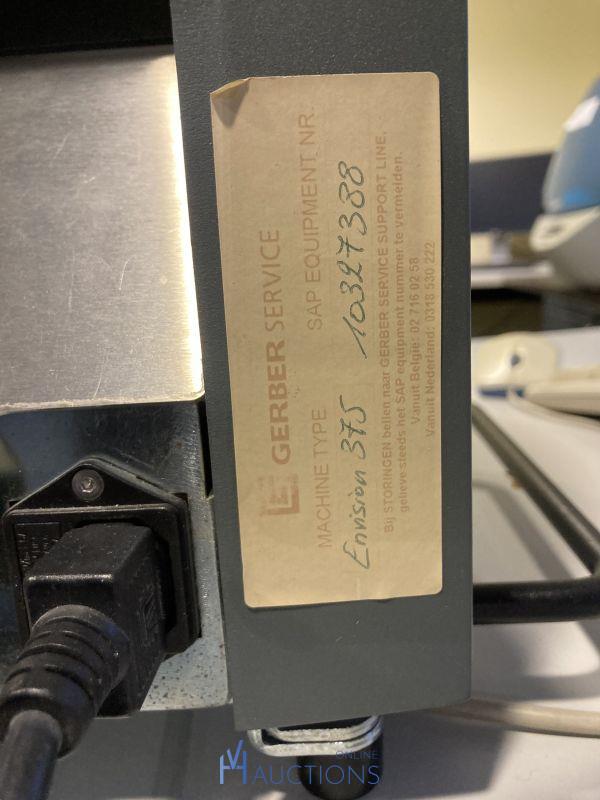 GERBER SERVICE
MACHINE TYPE SAP EQUIPMENT NR.
Envision 375 10327388
Bij STORINGEN bellen naar GERBER SERVICE SUPPORT LINE,
gelieve steeds het SAP equipment nummer te vermelden.
Vanuit België: 02 716 02 58
Vanuit Nederland: 0318 530 222
ONLINE
AUCTIONS